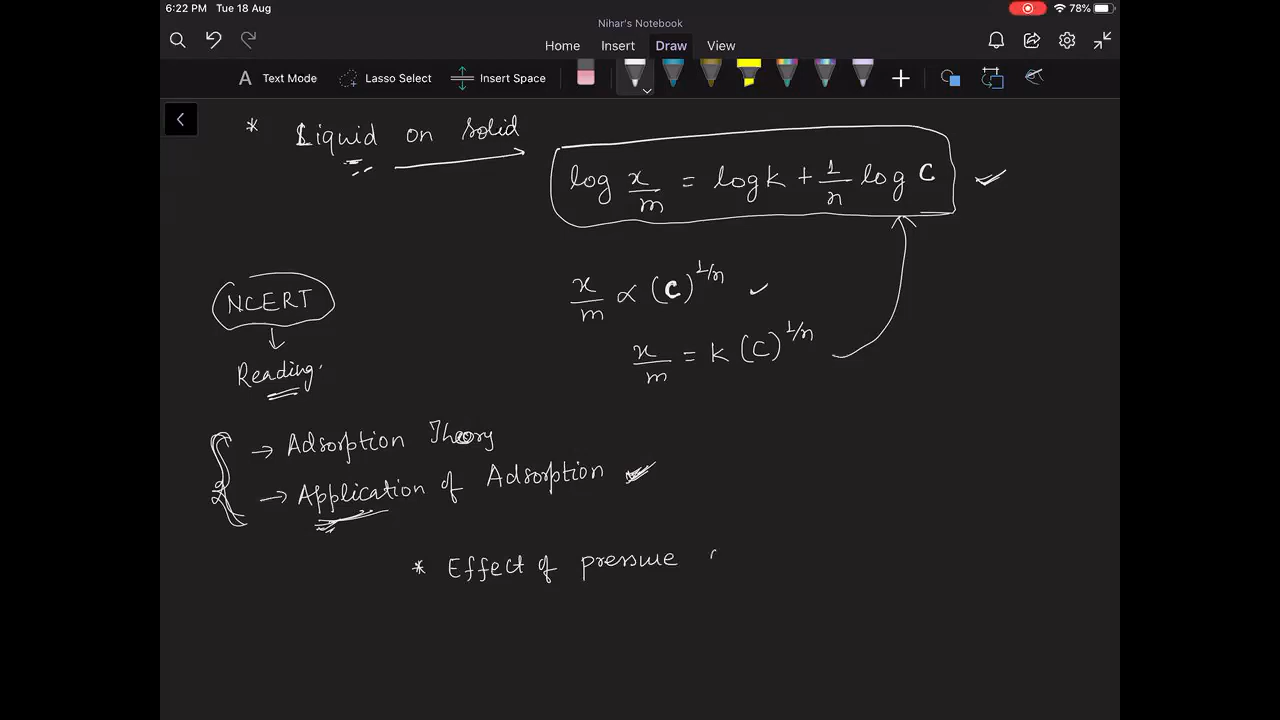 6:22 PM Tue 18 Aug
78%
Nihar's Notebook
Home Insert Draw View
Text Mode Lasso Select Insert Space
* Liquid on Solid
log x/m = log k + 1/n log C
x/m ∝ (C)^1/n
NCERT
x/m = k (C)^1/n
Reading.
→ Adsorption Theory
→ Application of Adsorption
* Effect of pressure